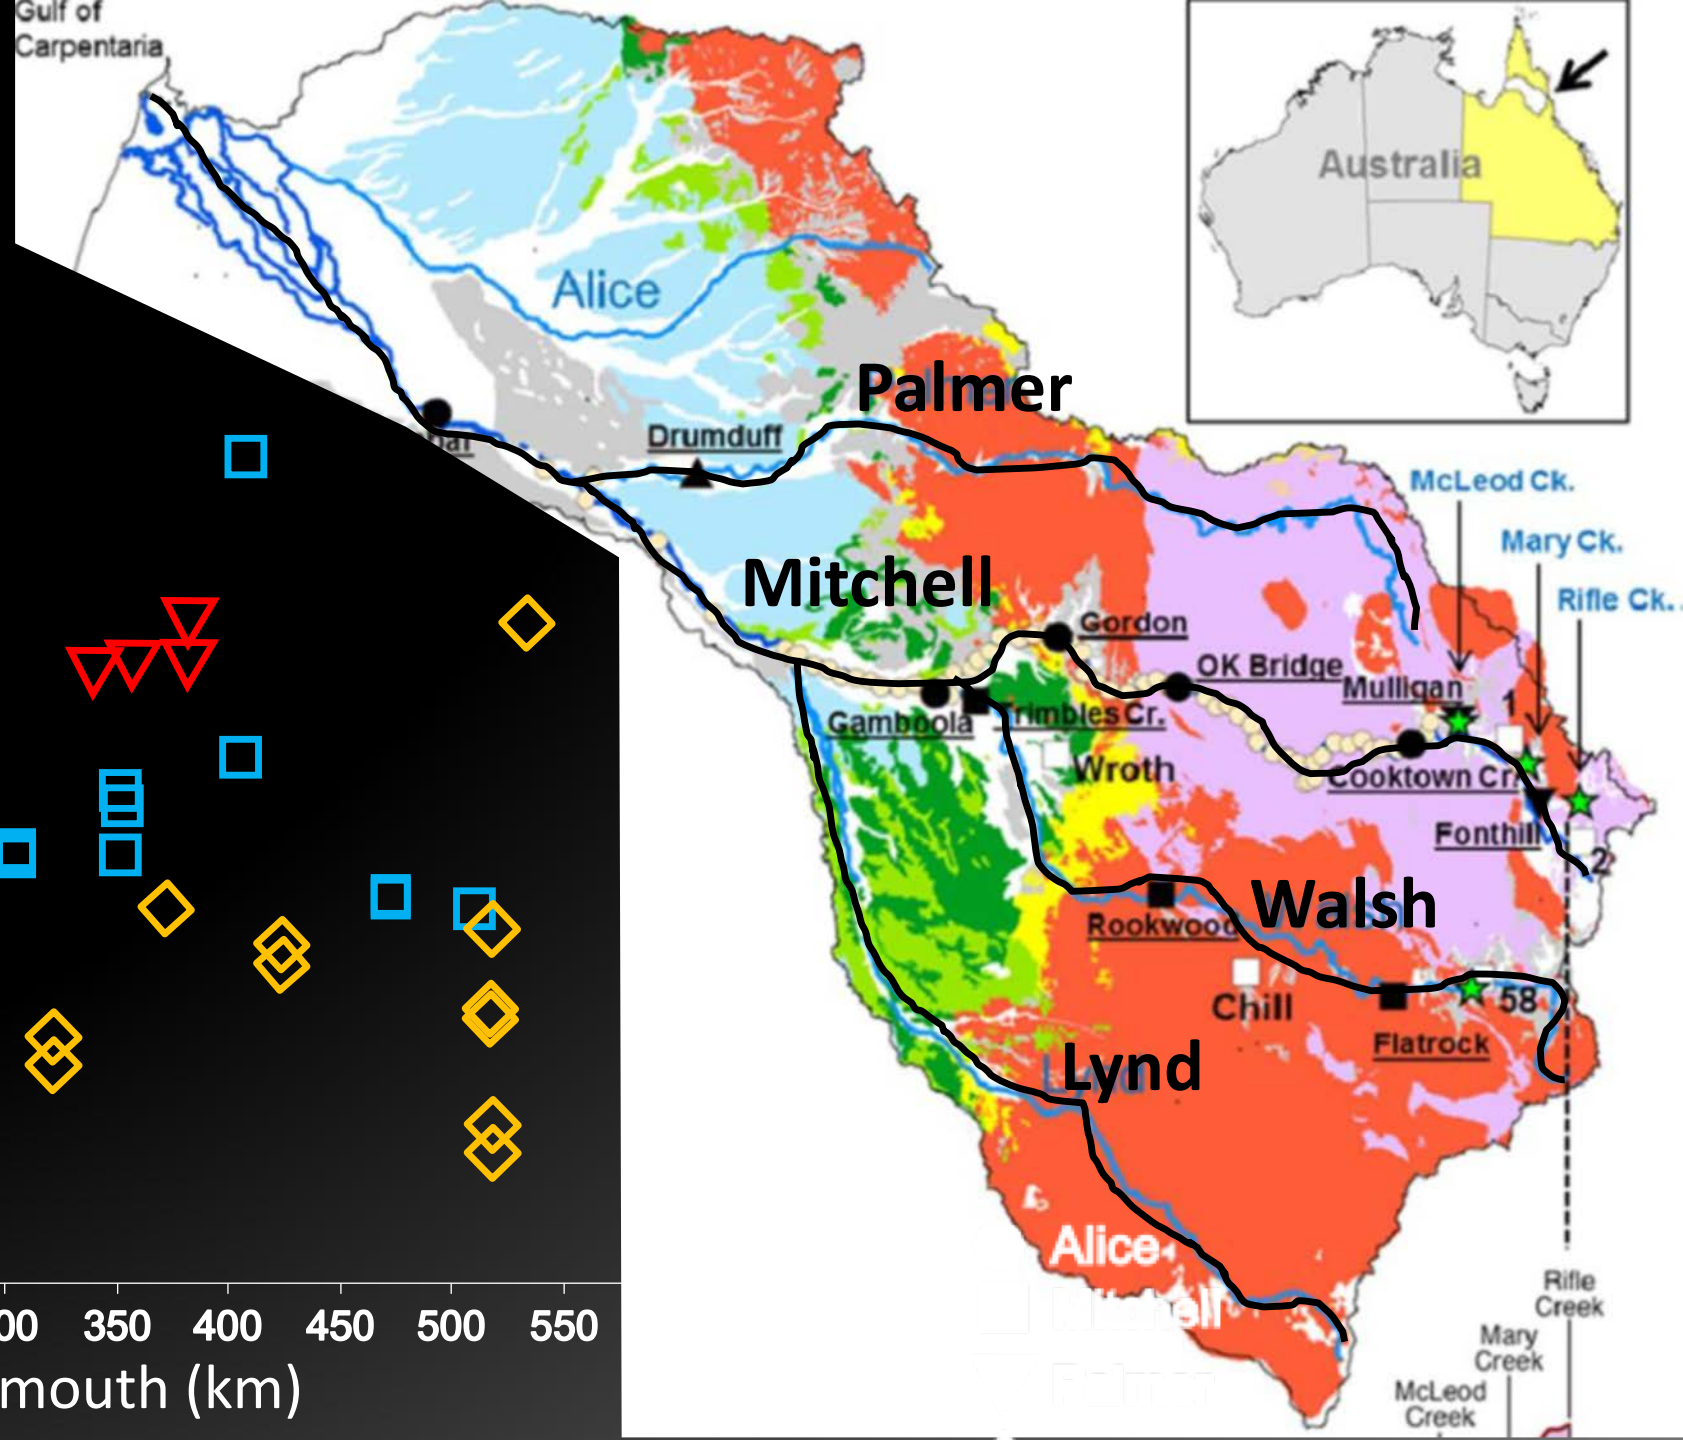 Gulf of
Carpentaria
Australia
Alice
Palmer
Drumduff
McLeod Ck.
Mary Ck.
Rifle Ck.
Mitchell
Gordon
OK Bridge
Mulligan
1
Gamboola
Trimbles Cr.
Wroth
Cooktown Cr.
Fonthill
2
Walsh
Rookwood
Chill
58
Flatrock
Lynd
Alice
Mitchell
Palmer
Rifle
Creek
Mary
Creek
McLeod
Creek
350 400 450 500 550
mouth (km)